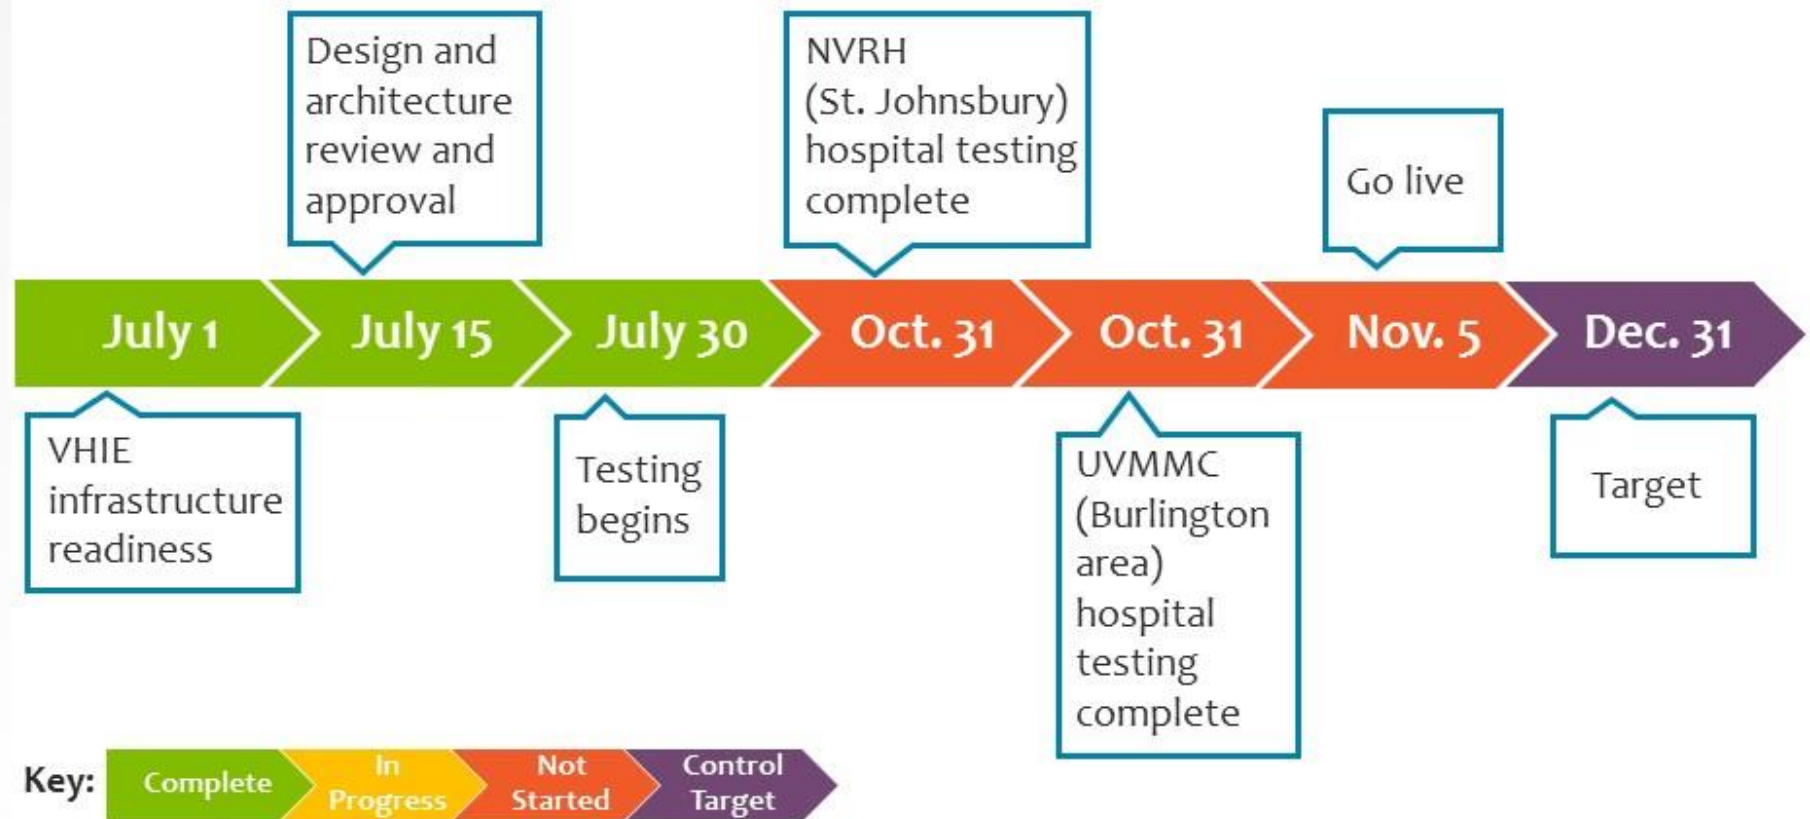 Design and
architecture
review and
approval
NVRH
(St. Johnsbury)
hospital testing
complete
Go live
July 1
July 15
July 30
Oct. 31
Oct. 31
Nov. 5
Dec. 31
VHIE
infrastructure
readiness
Testing
begins
UVMMC
(Burlington
area)
hospital
testing
complete
Target
Key:
Complete
In
Progress
Not
Started
Control
Target